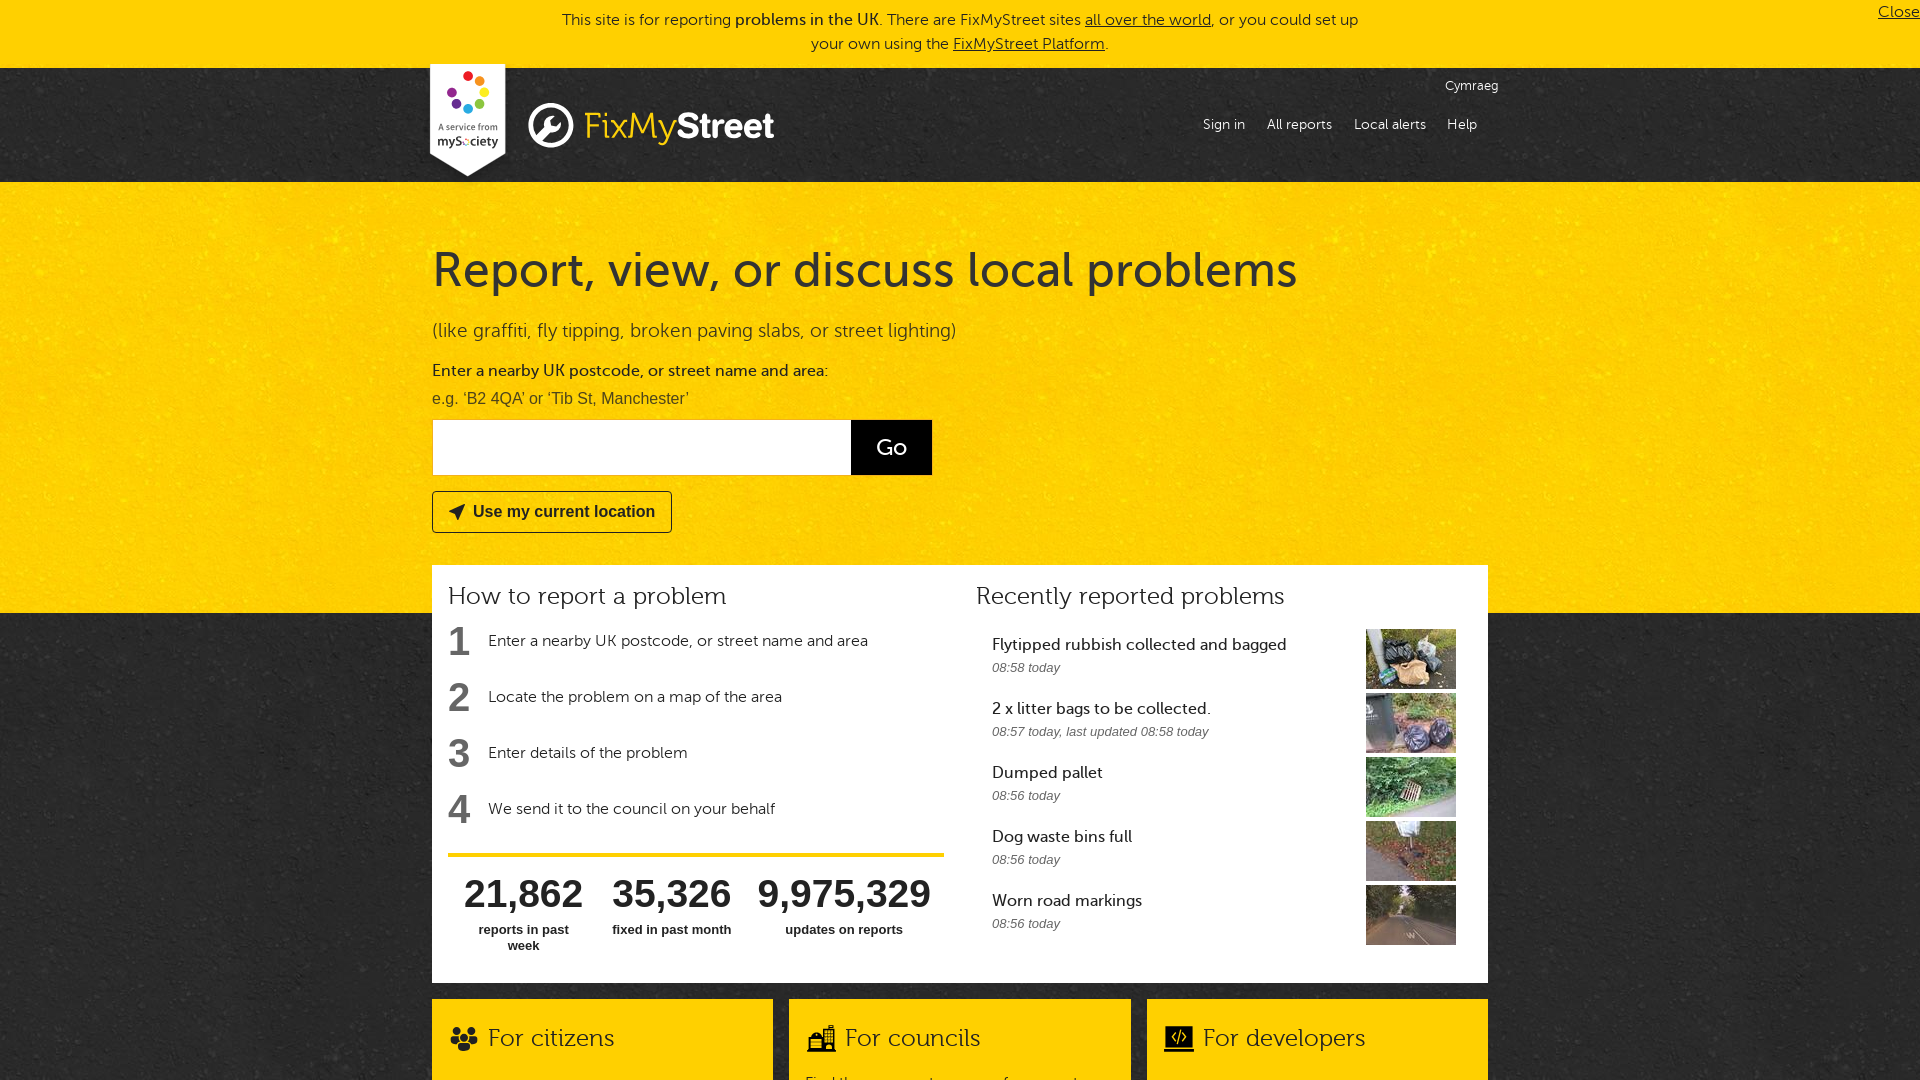 This site is for reporting problems in the UK. There are FixMyStreet sites all over the world, or you could set up
your own using the FixMyStreet Platform.
Close
A service from
mySociety
FixMyStreet
Cymraeg
Sign in
All reports
Local alerts
Help
Report, view, or discuss local problems
(like graffiti, fly tipping, broken paving slabs, or street lighting)
Enter a nearby UK postcode, or street name and area:
e.g. ‘B2 4QA’ or ‘Tib St, Manchester’
Go
Use my current location
How to report a problem
1 Enter a nearby UK postcode, or street name and area
2 Locate the problem on a map of the area
3 Enter details of the problem
4 We send it to the council on your behalf
21,862
reports in past
week
35,326
fixed in past month
9,975,329
updates on reports
Recently reported problems
Flytipped rubbish collected and bagged
08:58 today
2 x litter bags to be collected.
08:57 today, last updated 08:58 today
Dumped pallet
08:56 today
Dog waste bins full
08:56 today
Worn road markings
08:56 today
For citizens
For councils
For developers